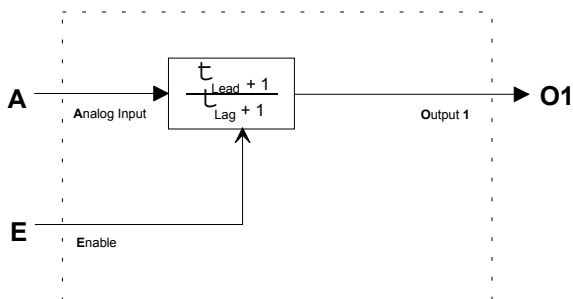 t Lead + 1
t Lag + 1
A
Analog Input
Output 1
O1
E
Enable